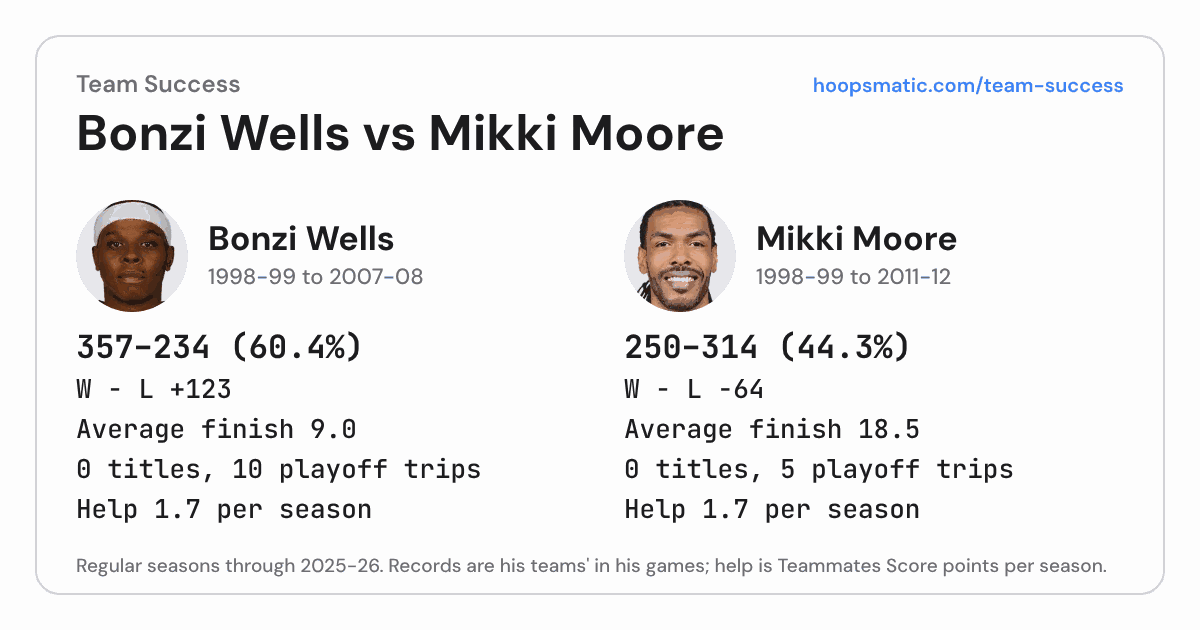 Team Success
hoopsmatic.com/team-success
Bonzi Wells vs Mikki Moore
Bonzi Wells
1998–99 to 2007–08
357–234 (60.4%)
W - L +123
Average finish 9.0
0 titles, 10 playoff trips
Help 1.7 per season
Mikki Moore
1998–99 to 2011–12
250–314 (44.3%)
W - L -64
Average finish 18.5
0 titles, 5 playoff trips
Help 1.7 per season
Regular seasons through 2025-26. Records are his teams' in his games; help is Teammates Score points per season.